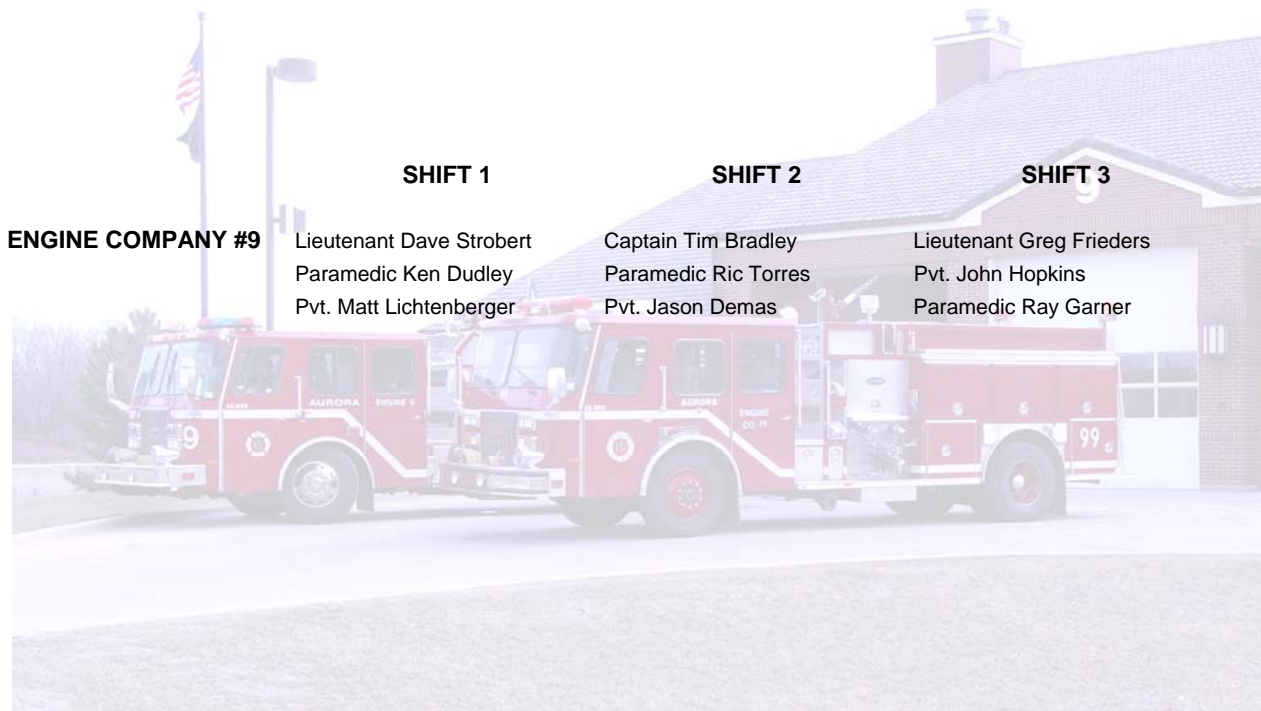 SHIFT 1 SHIFT 2 SHIFT 3
9
ENGINE COMPANY #9 Lieutenant Dave Strobert Captain Tim Bradley Lieutenant Greg Frieders
Paramedic Ken Dudley Paramedic Ric Torres Pvt. John Hopkins
Pvt. Matt Lichtenberger Pvt. Jason Demas Paramedic Ray Garner
AURORA ENGINE 9
AURORA
ENGINE
CO.
9
99